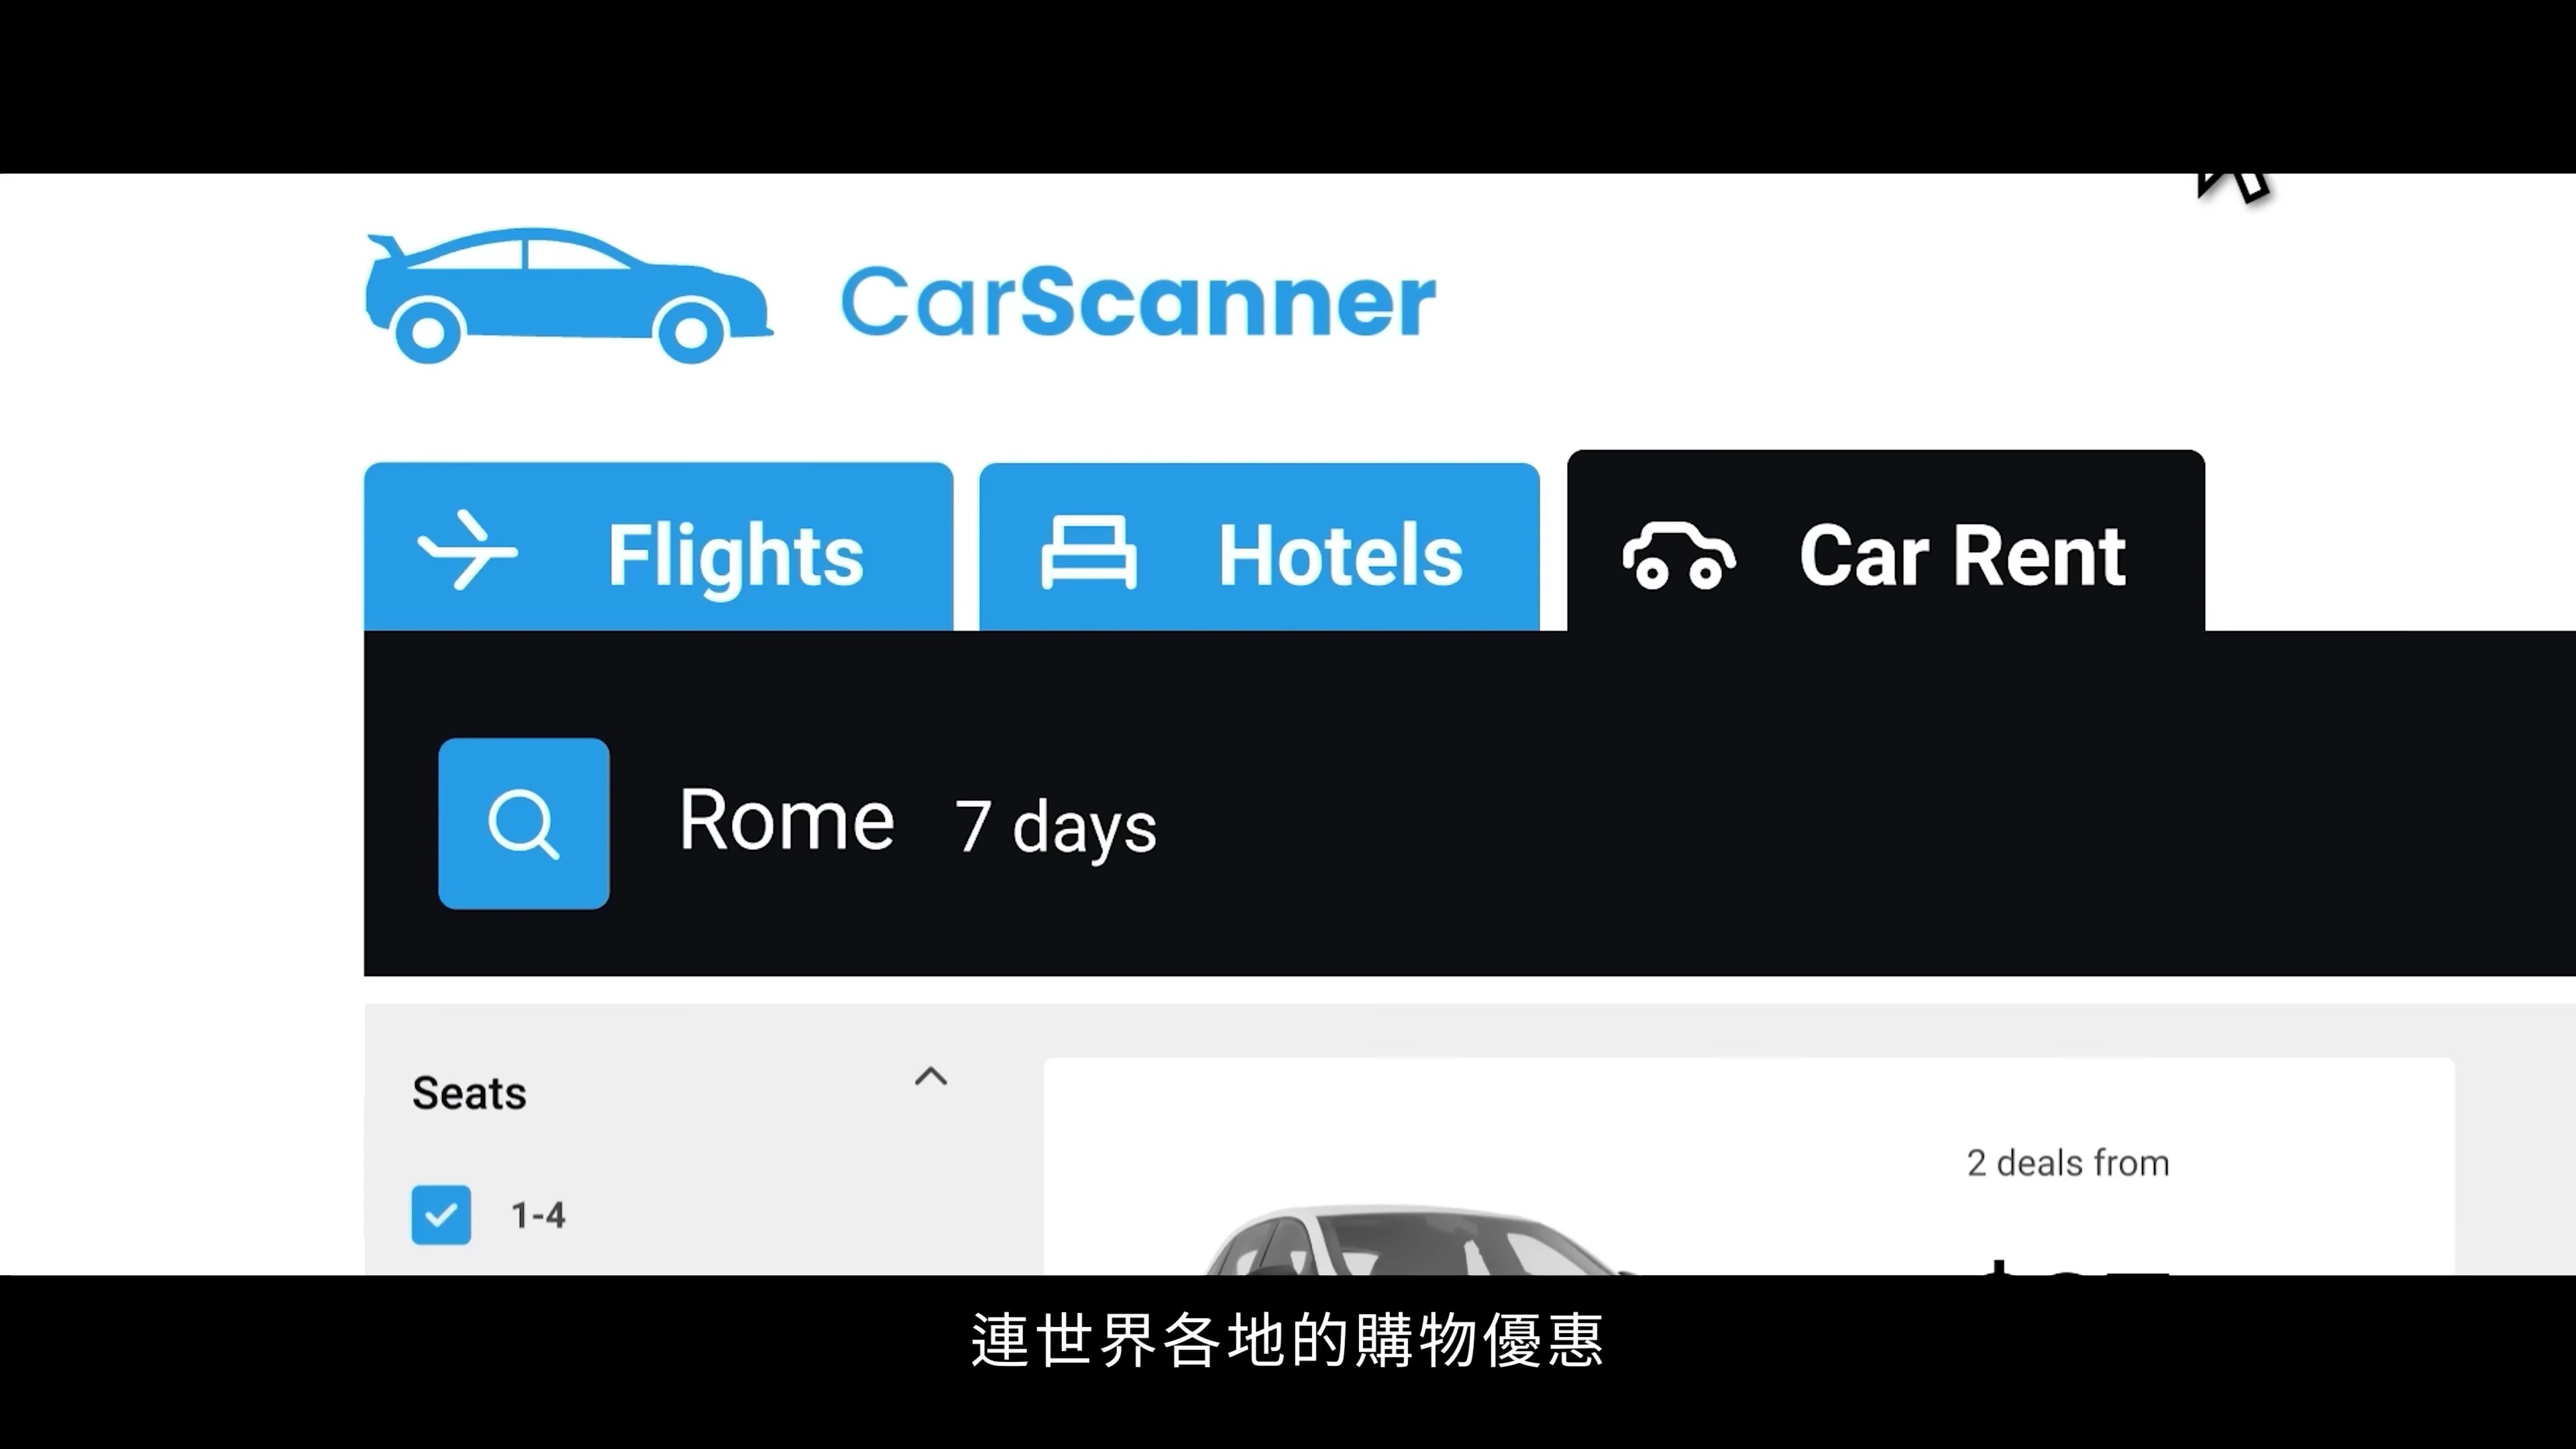 CarScanner
Flights
Hotels
Car Rent
Rome 7 days
Seats
2 deals from
1-4
連世界各地的購物優惠